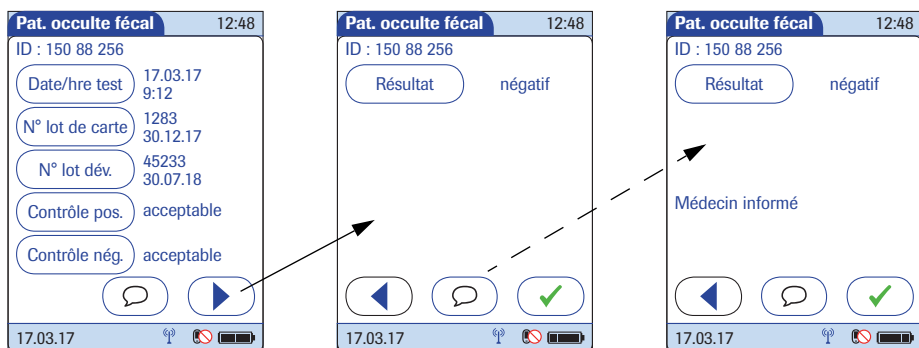 Pat. occulte fécal 12:48
ID : 150 88 256
Date/hre test 17.03.17
9:12
N° lot de carte 1283
30.12.17
N° lot dév. 45233
30.07.18
Contrôle pos. acceptable
Contrôle nég. acceptable
17.03.17
Pat. occulte fécal 12:48
ID : 150 88 256
Résultat négatif
17.03.17
Pat. occulte fécal 12:48
ID : 150 88 256
Résultat négatif
Médecin informé
17.03.17